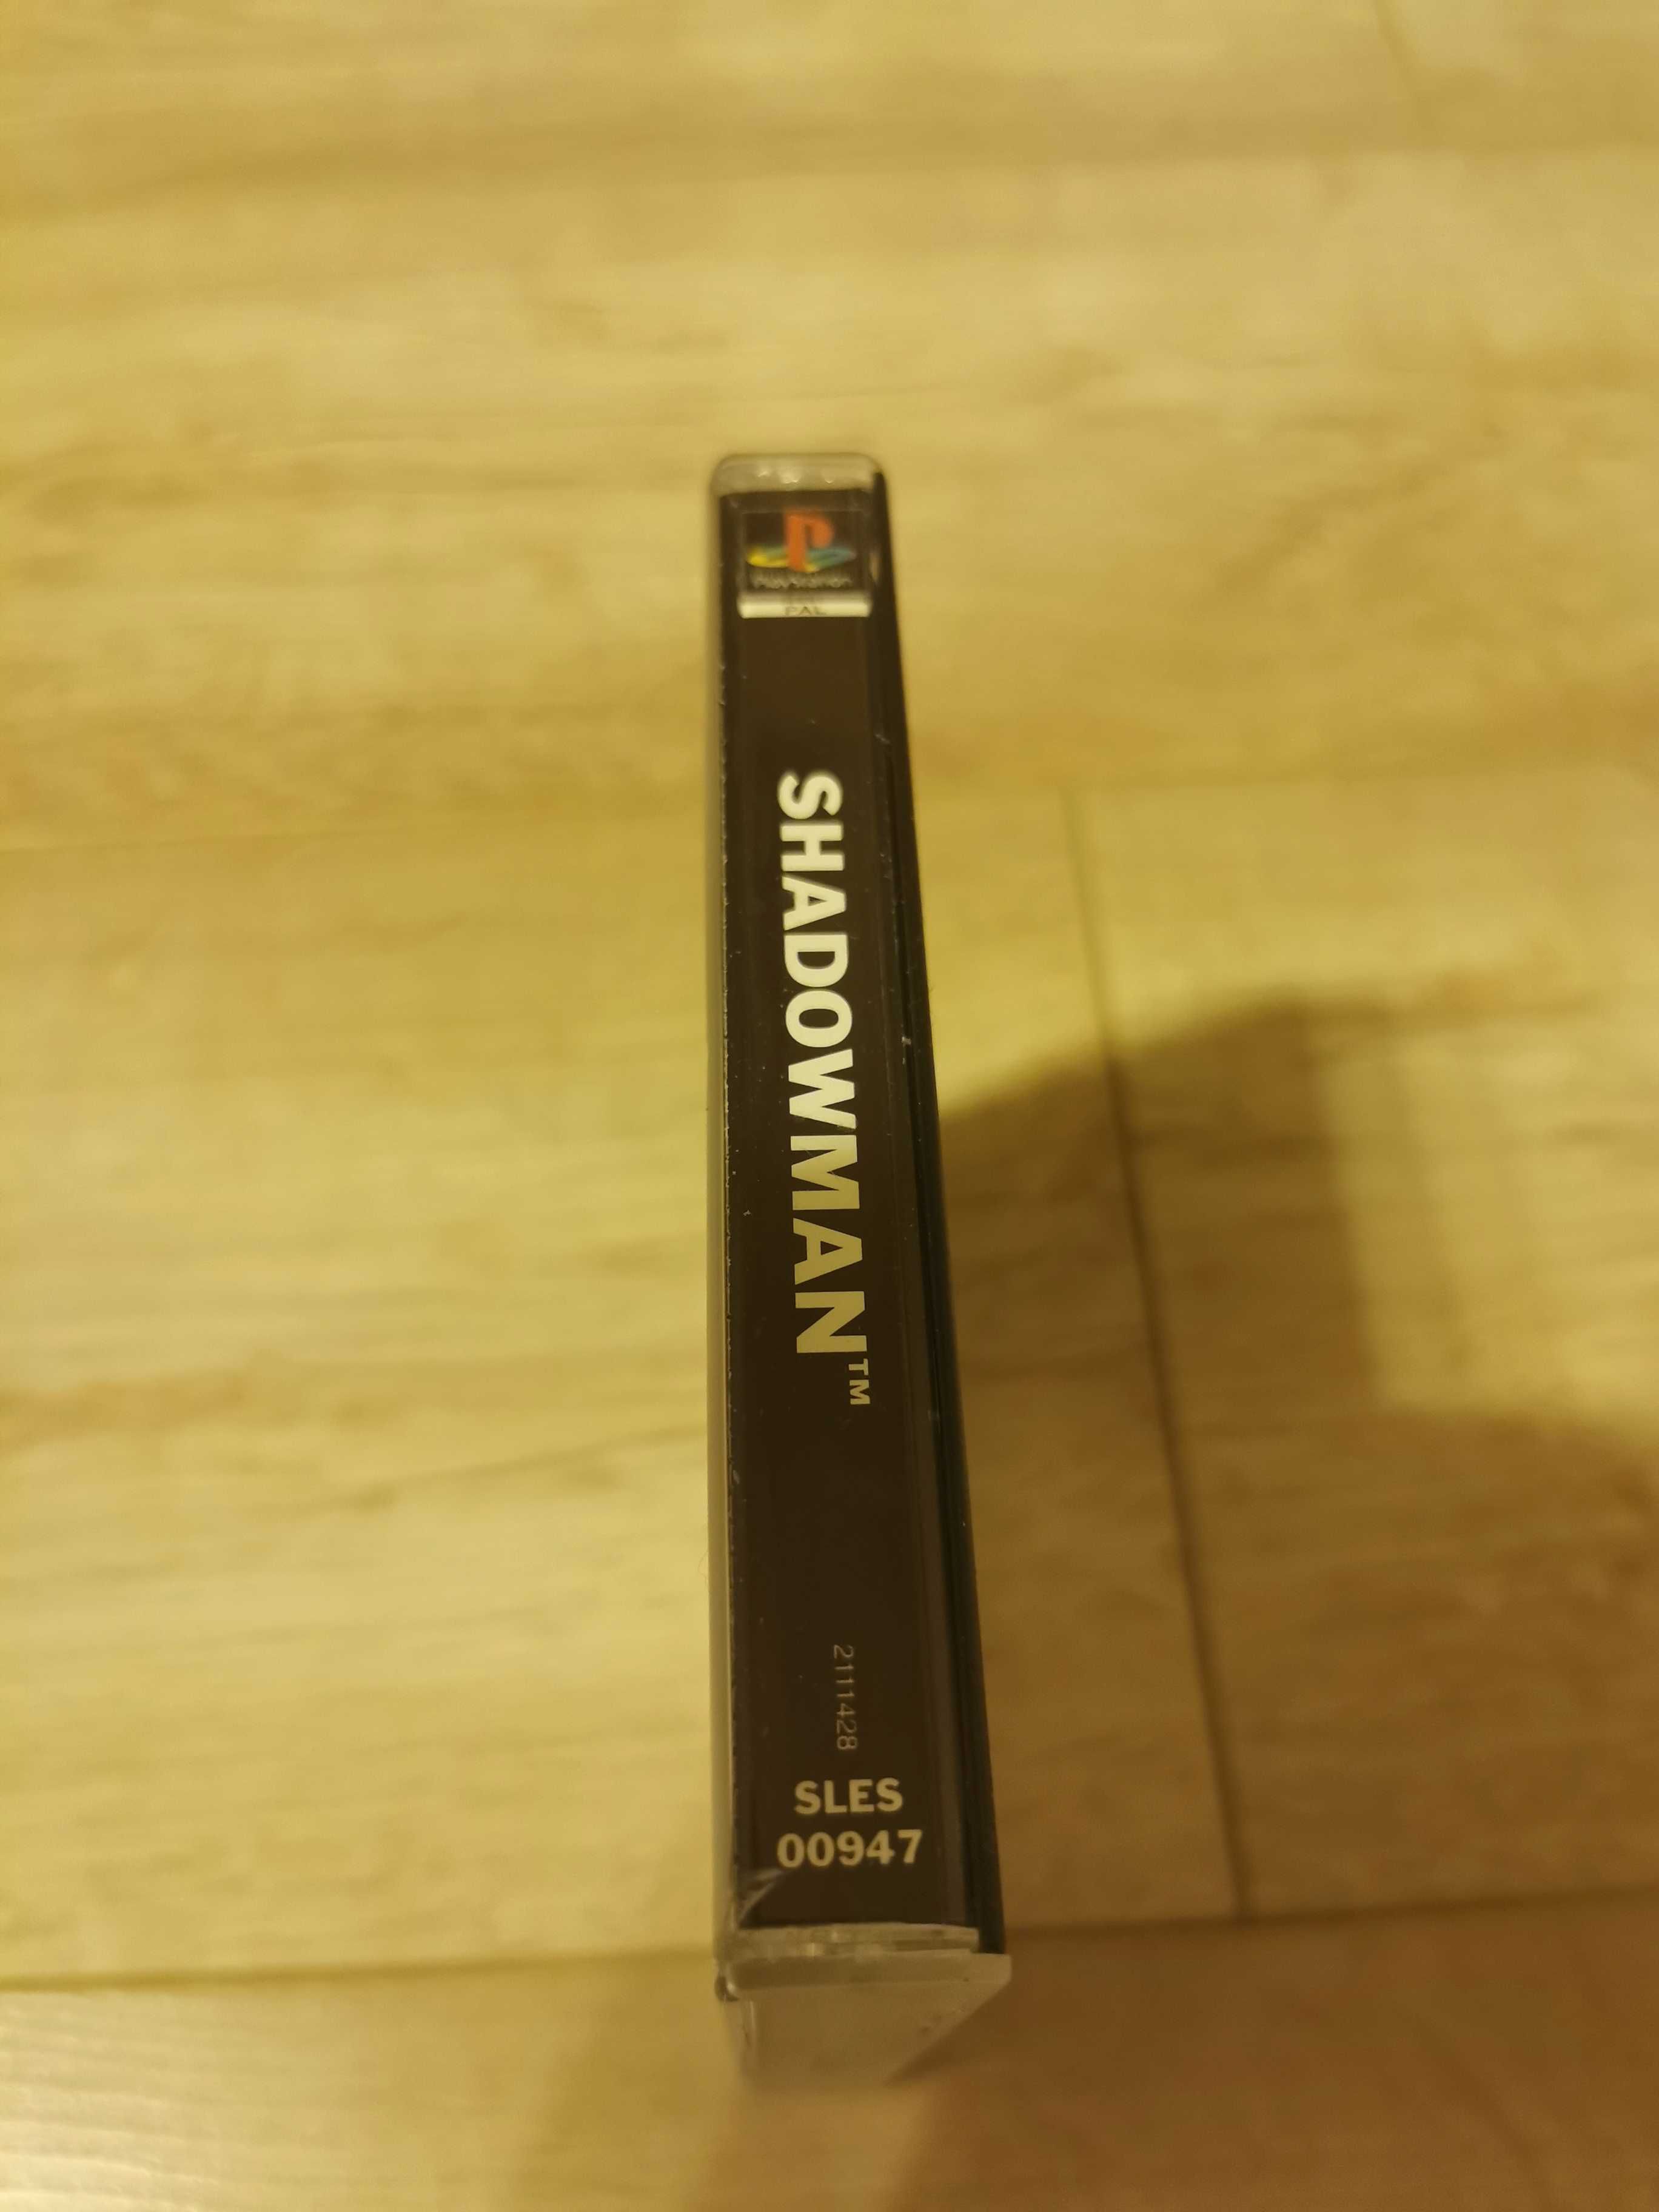 PlayStation
PAL
SHADOWMAN™
2111428
SLES
00947